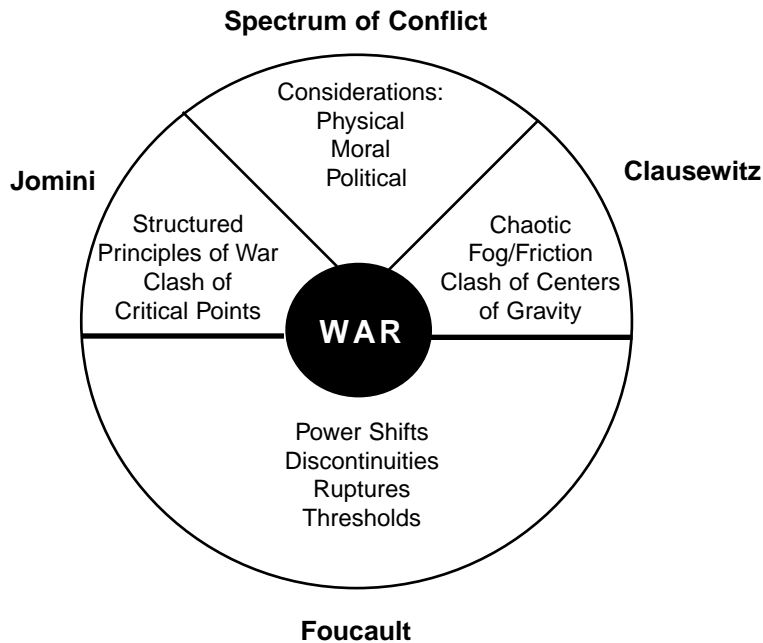 Spectrum of Conflict
Considerations:
Physical
Moral
Political
Jomini
Clausewitz
Structured
Principles of War
Clash of
Critical Points
Chaotic
Fog/Friction
Clash of Centers
of Gravity
WAR
Power Shifts
Discontinuities
Ruptures
Thresholds
Foucault